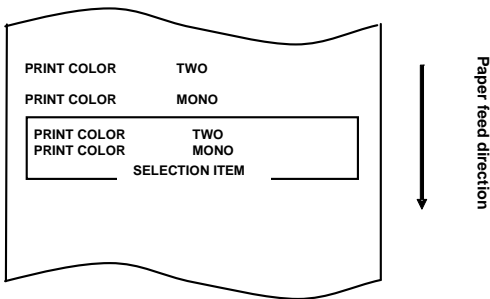 PRINT COLOR TWO
PRINT COLOR MONO
PRINT COLOR TWO
PRINT COLOR MONO
SELECTION ITEM
Paper feed direction